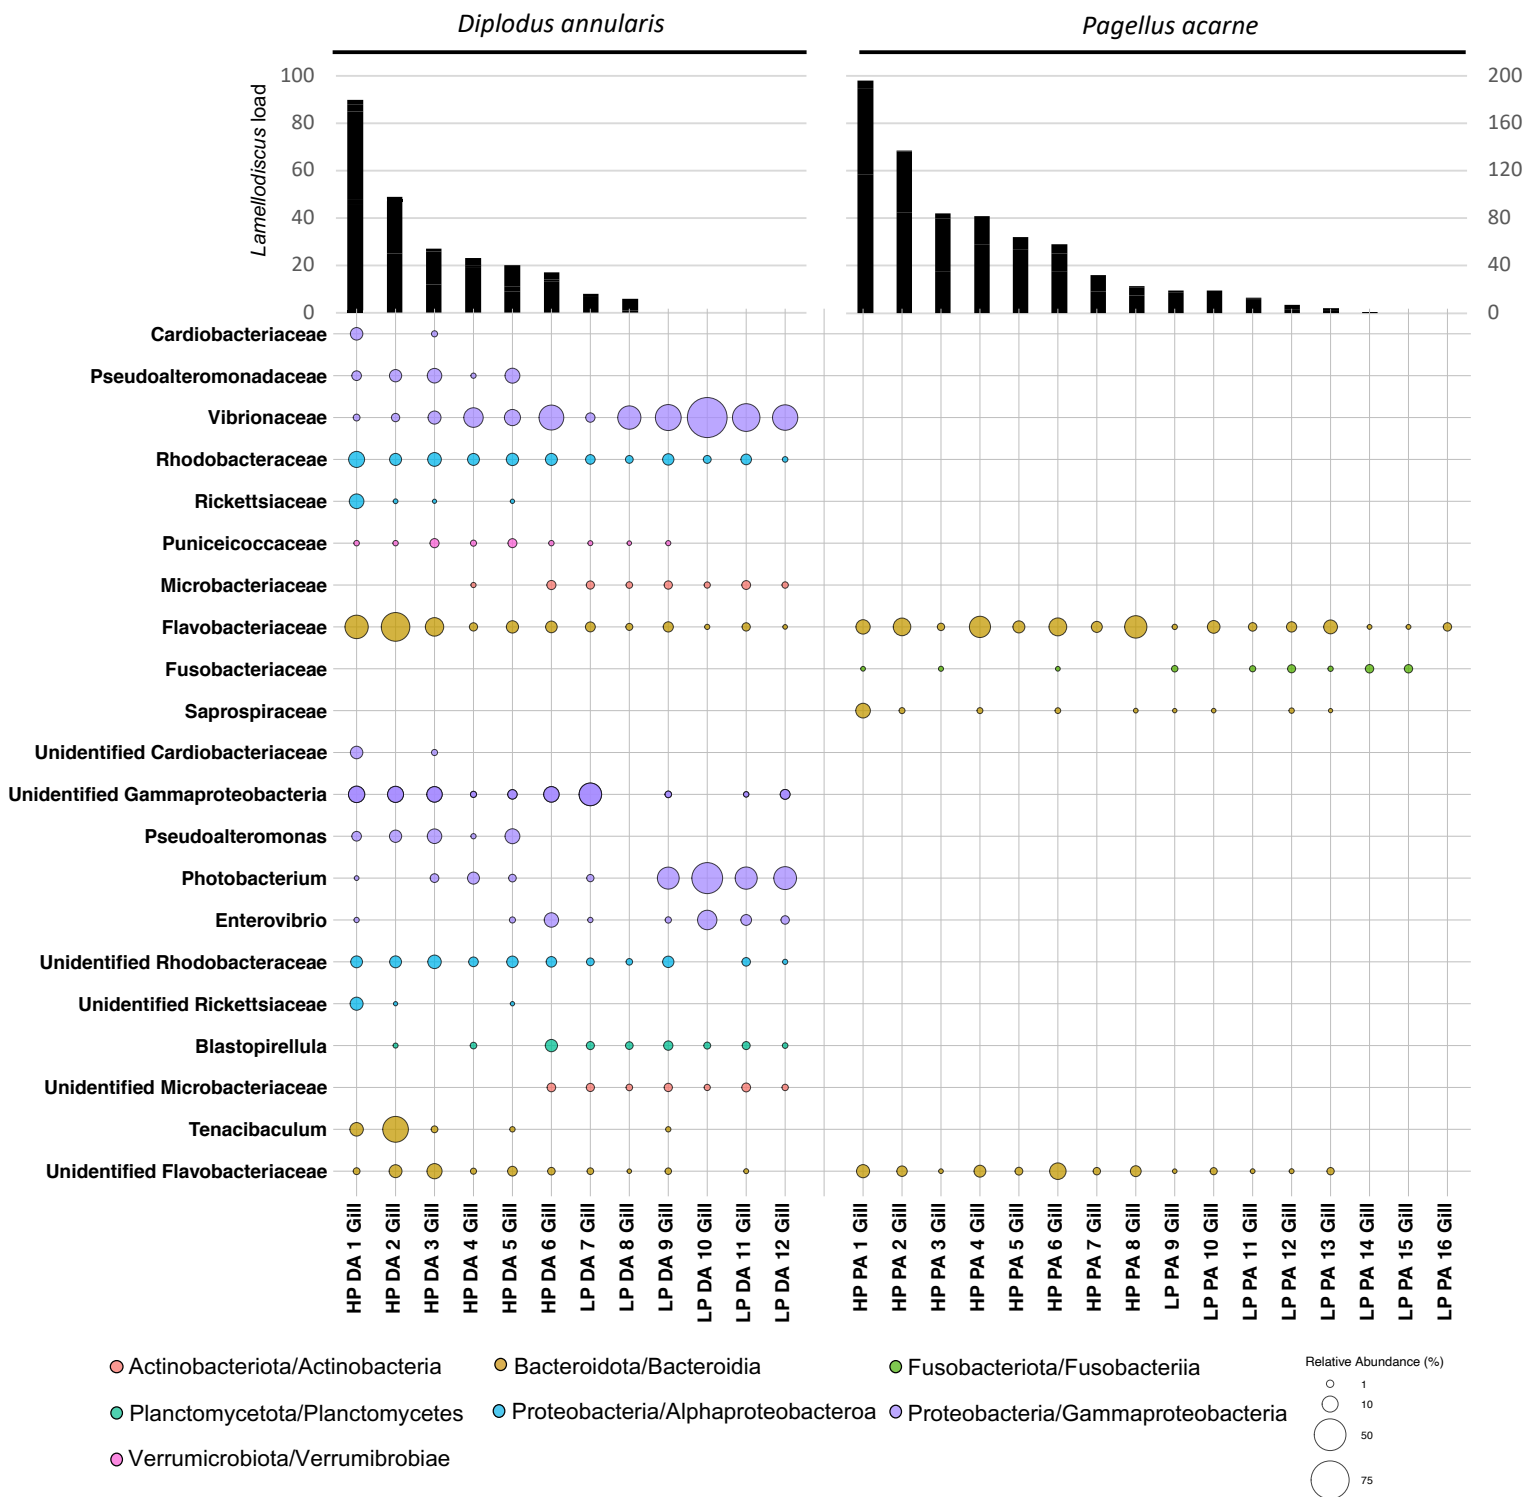 Diplodus annularis
Pagellus acarne
Lamellodiscus load
100
80
60
40
20
0
200
160
120
80
40
0
Cardiobacteriaceae
Pseudoalteromonadaceae
Vibrionaceae
Rhodobacteraceae
Rickettsiaceae
Puniceicoccaceae
Microbacteriaceae
Flavobacteriaceae
Fusobacteriaceae
Saprospiraceae
Unidentified Cardiobacteriaceae
Unidentified Gammaproteobacteria
Pseudoalteromonas
Photobacterium
Enterovibrio
Unidentified Rhodobacteraceae
Unidentified Rickettsiaceae
Blastopirellula
Unidentified Microbacteriaceae
Tenacibaculum
Unidentified Flavobacteriaceae
HP DA 1 Gill
HP DA 2 Gill
HP DA 3 Gill
HP DA 4 Gill
HP DA 5 Gill
HP DA 6 Gill
LP DA 7 Gill
LP DA 8 Gill
LP DA 9 Gill
LP DA 10 Gill
LP DA 11 Gill
LP DA 12 Gill
HP PA 1 Gill
HP PA 2 Gill
HP PA 3 Gill
HP PA 4 Gill
HP PA 5 Gill
HP PA 6 Gill
HP PA 7 Gill
HP PA 8 Gill
LP PA 9 Gill
LP PA 10 Gill
LP PA 11 Gill
LP PA 12 Gill
LP PA 13 Gill
LP PA 14 Gill
LP PA 15 Gill
LP PA 16 Gill
Actinobacteriota/Actinobacteria
Bacteroidota/Bacteroidia
Fusobacteriota/Fusobacteriia
Planctomycetota/Planctomycetes
Proteobacteria/Alphaproteobacteroa
Proteobacteria/Gammaproteobacteria
Verrumicrobiota/Verrumibrobiae
Relative Abundance (%)
1
10
50
75